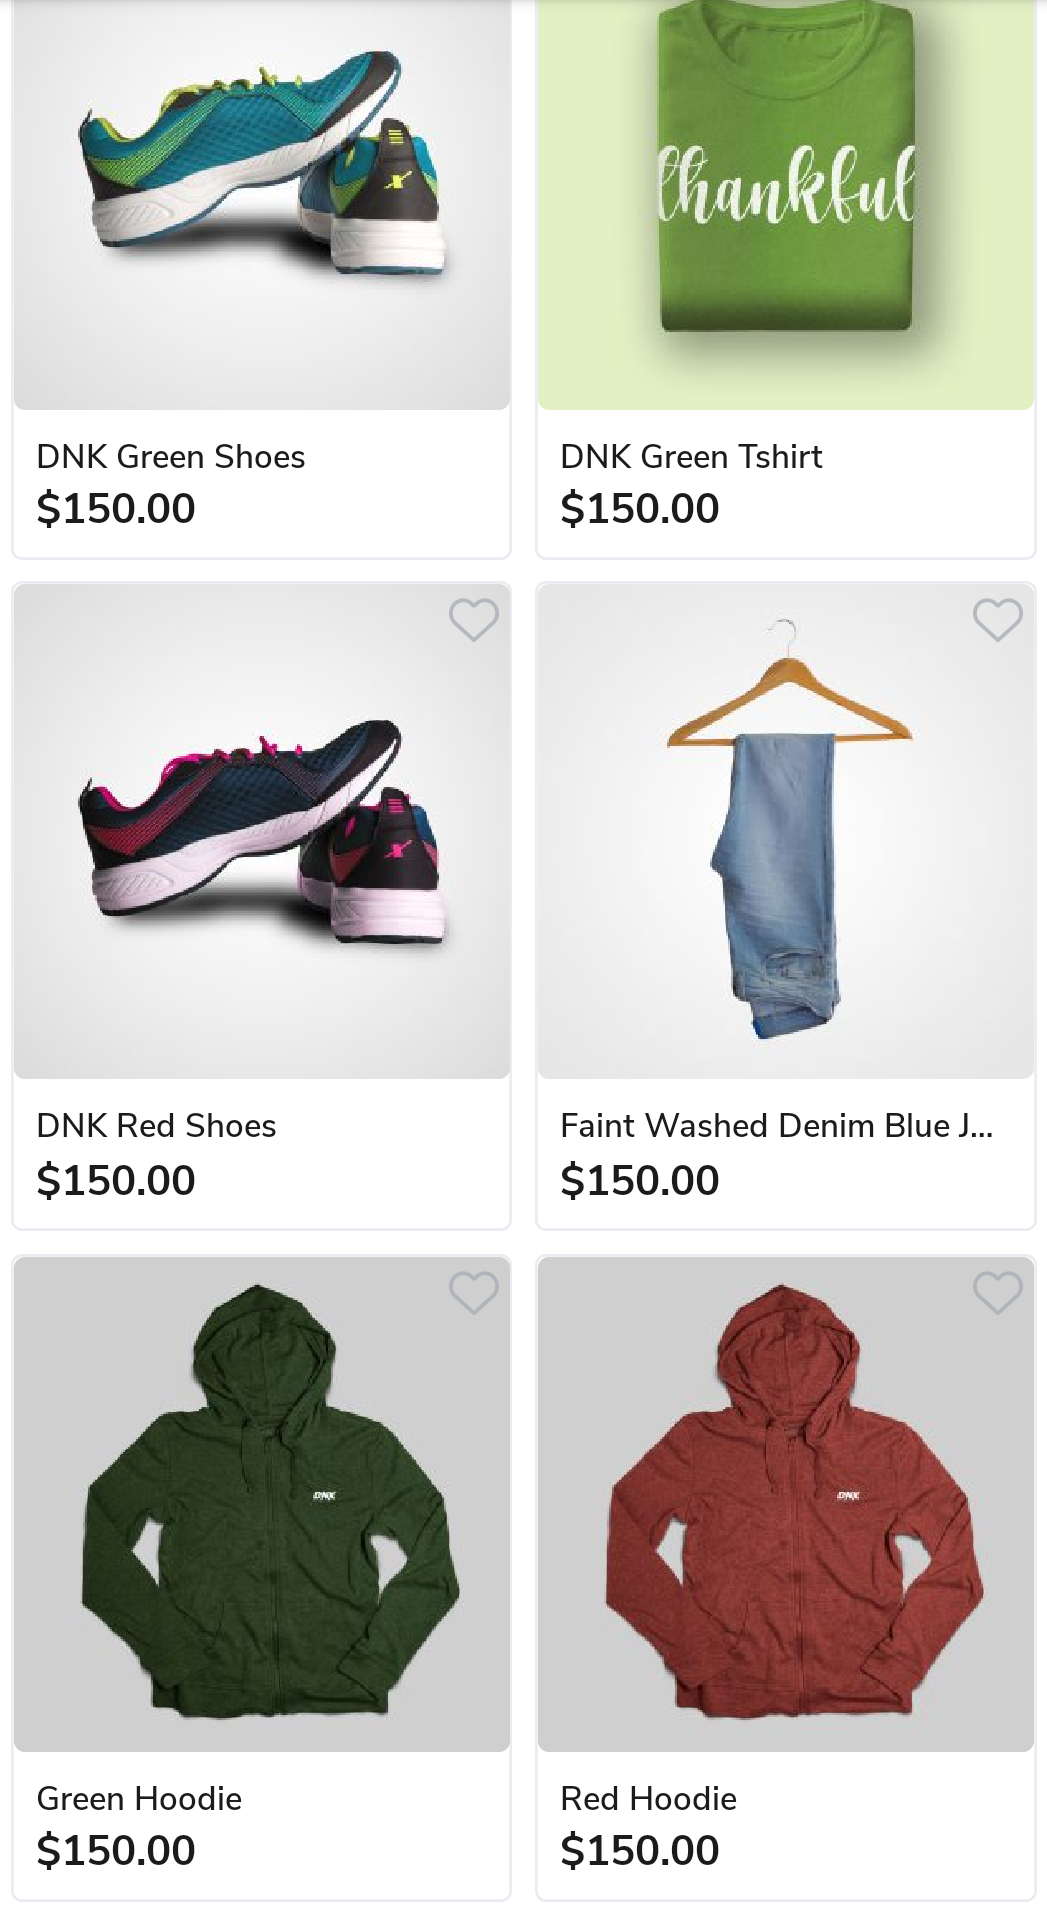 thankful
DNK Green Shoes
$150.00
DNK Green Tshirt
$150.00
DNK Red Shoes
$150.00
Faint Washed Denim Blue J...
$150.00
DNK
DNK
Green Hoodie
$150.00
Red Hoodie
$150.00